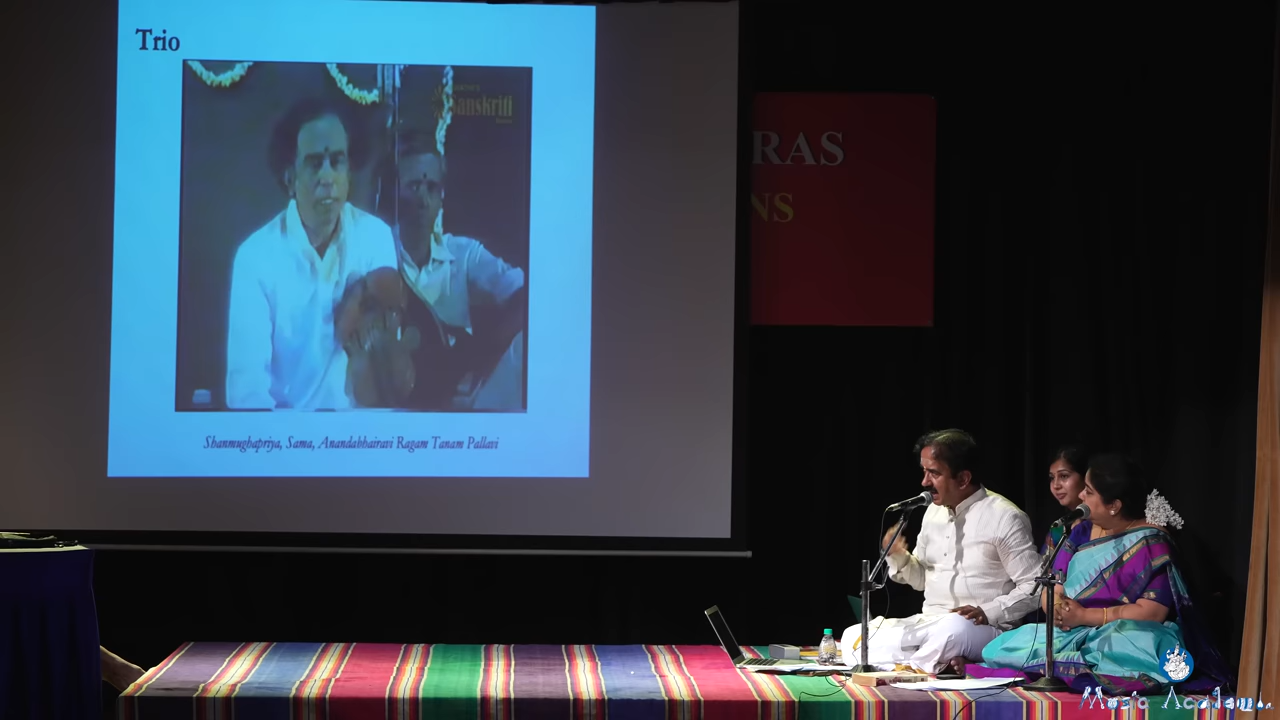 Trio
Sanskriti
RAS
NS
Shanmughapriya, Sama, Anandabhairavi Ragam Tanam Pallavi
Music Academy